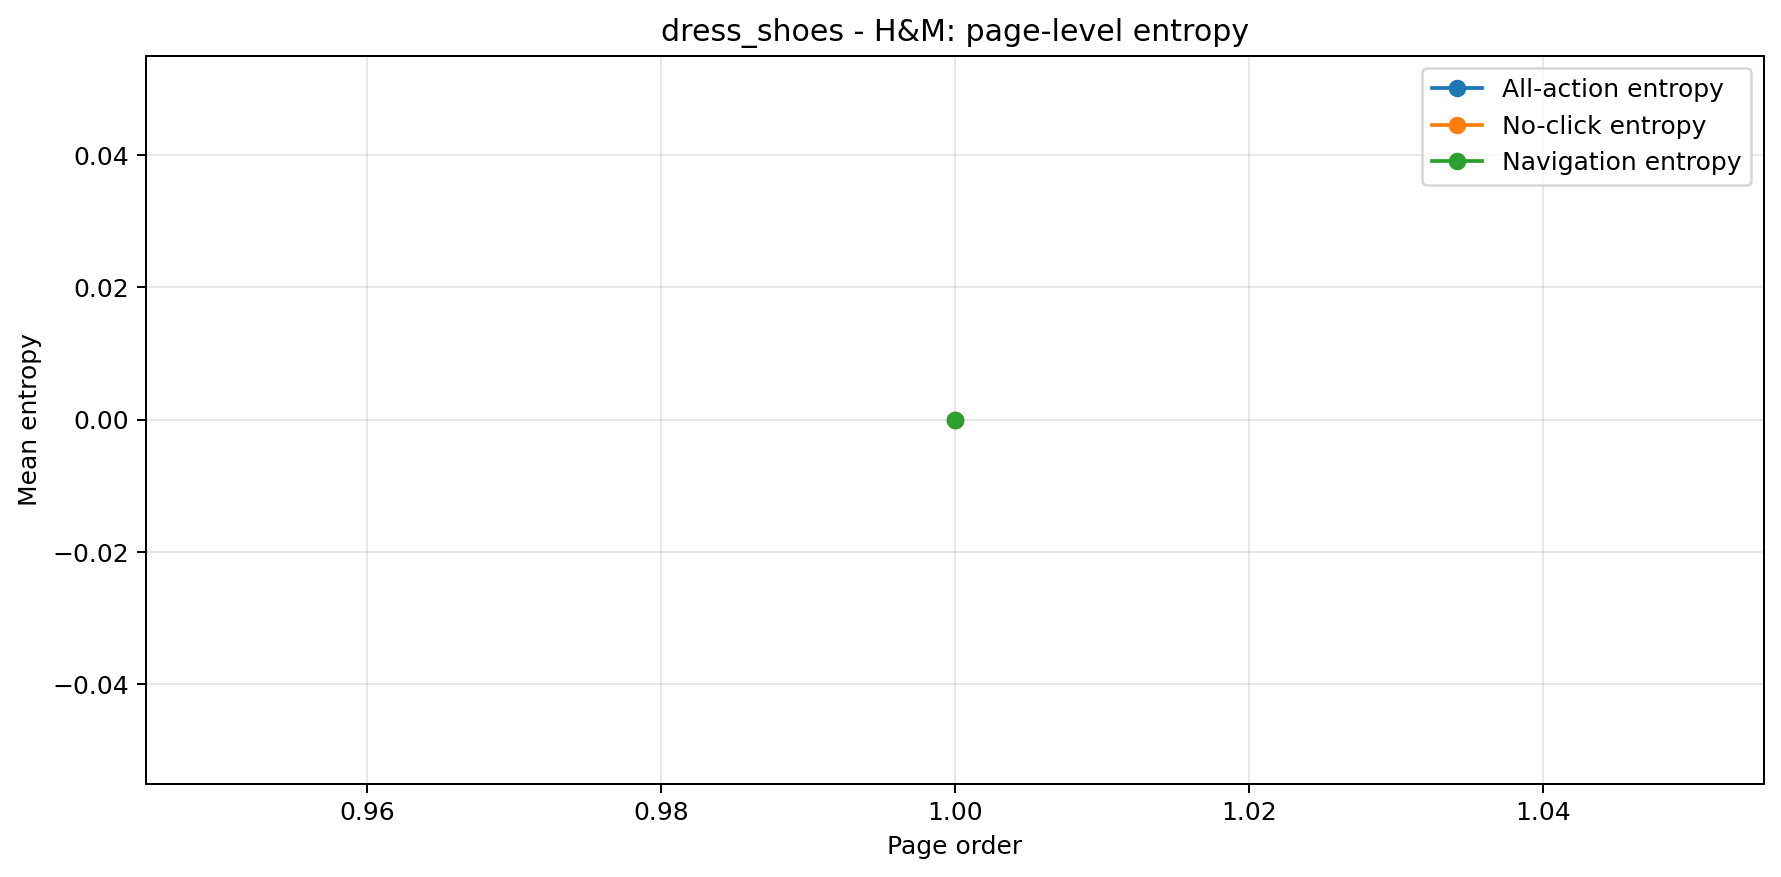 dress_shoes - H&M: page-level entropy
All-action entropy
No-click entropy
Navigation entropy
Mean entropy
0.04
0.02
0.00
−0.02
−0.04
0.96 0.98 1.00 1.02 1.04
Page order